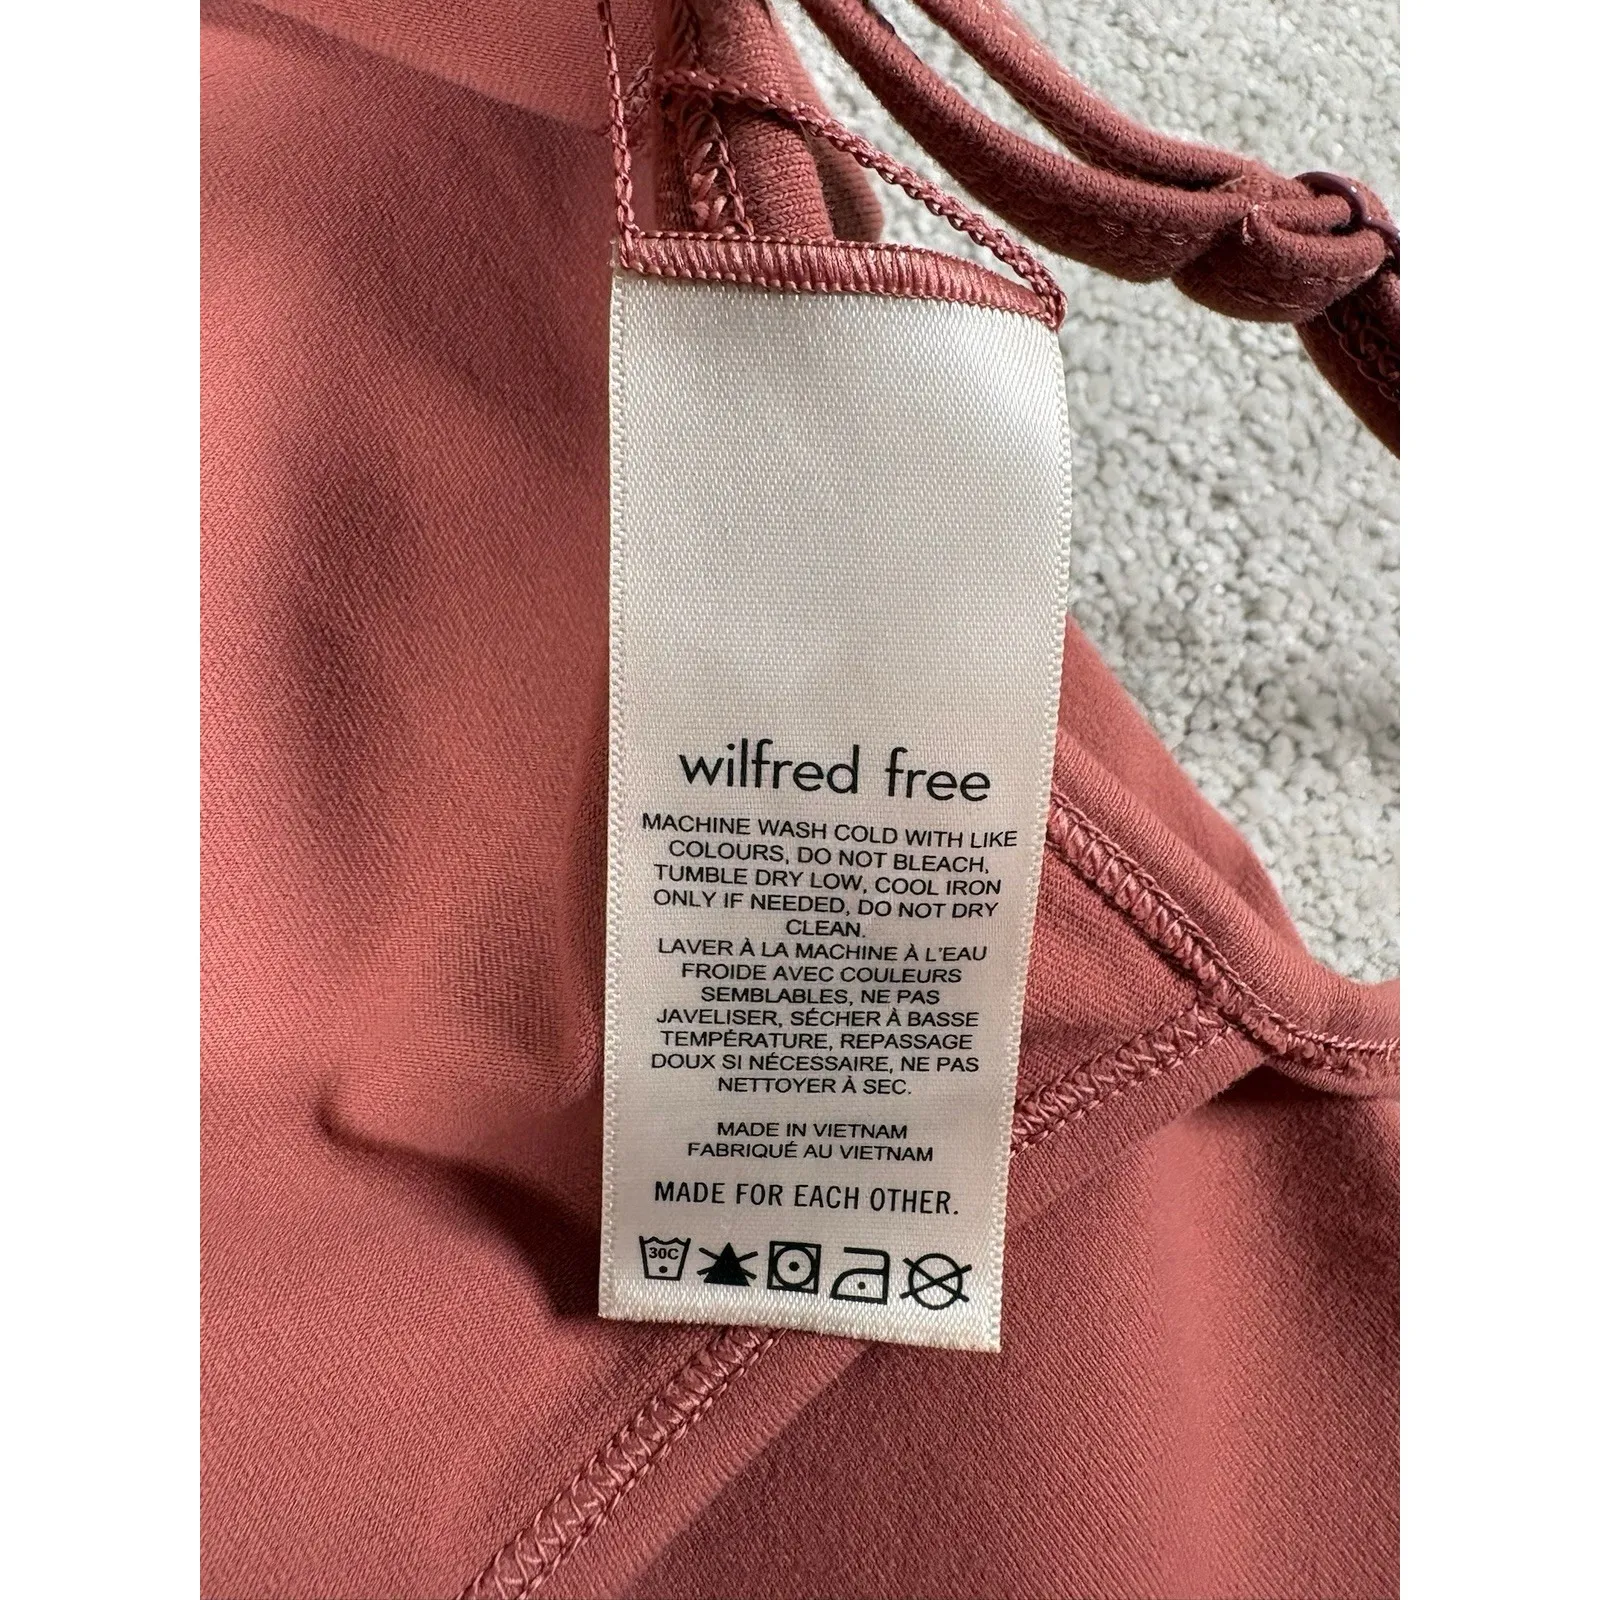 wilfred free
MACHINE WASH COLD WITH LIKE
COLOURS, DO NOT BLEACH,
TUMBLE DRY LOW, COOL IRON
ONLY IF NEEDED, DO NOT DRY
CLEAN.
LAVER À LA MACHINE À L'EAU
FROIDE AVEC COULEURS
SEMBLABLES, NE PAS
JAVELISER, SÉCHER À BASSE
TEMPÉRATURE, REPASSAGE
DOUX SI NÉCESSAIRE, NE PAS
NETTOYER À SEC.
MADE IN VIETNAM
FABRIQUÉ AU VIETNAM
MADE FOR EACH OTHER.
30C